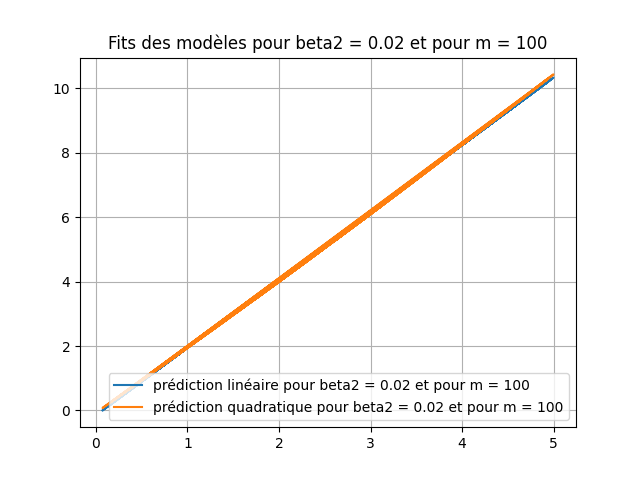 Fits des modèles pour beta2 = 0.02 et pour m = 100
10
8
6
4
2
0
prédiction linéaire pour beta2 = 0.02 et pour m = 100
prédiction quadratique pour beta2 = 0.02 et pour m = 100
0 1 2 3 4 5